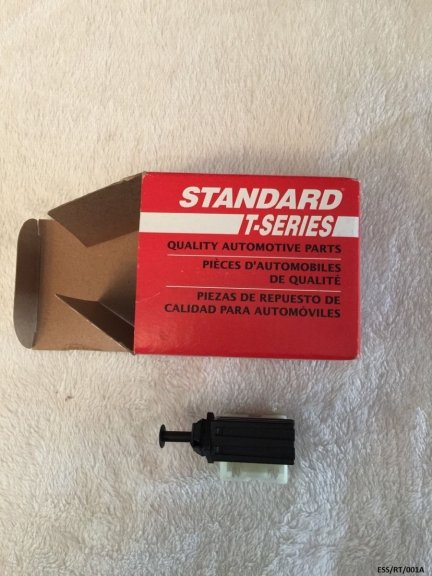 STANDARD
T-SERIES
QUALITY AUTOMOTIVE PARTS
PIÈCES D'AUTOMOBILES
DE QUALITÉ
PIEZAS DE REPUESTO DE
CALIDAD PARA AUTOMÓVILES
ESS/RT/001A